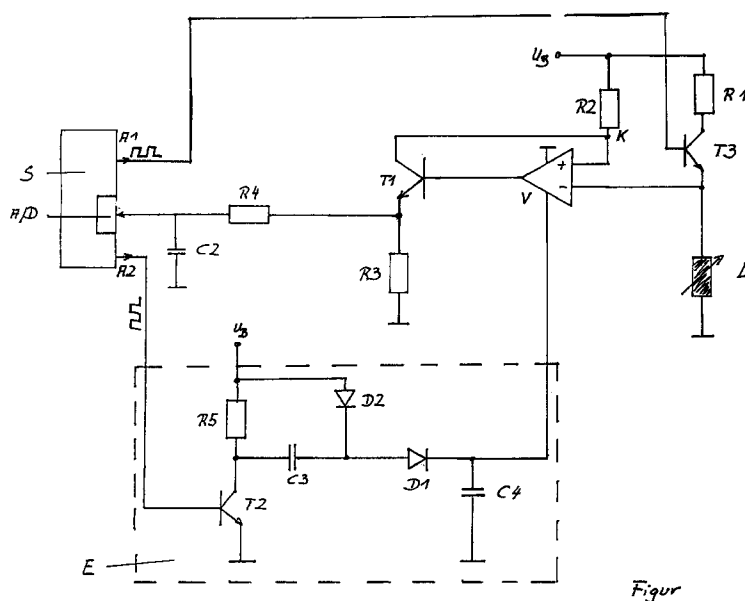 U_B
R2
R1
K
T3
A1
S
T1
+
-
V
R4
A/D
C2
A2
R3
U_B
D2
R5
C3
D1
C4
T2
E
Figur